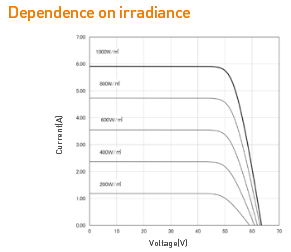 Dependence on irradiance
7.00
6.00
1000W/㎡
5.00
800W/㎡
4.00
600W/㎡
3.00
400W/㎡
2.00
200W/㎡
1.00
0.00
0 10 20 30 40 50 60 70
Current(A)
Voltage(V)